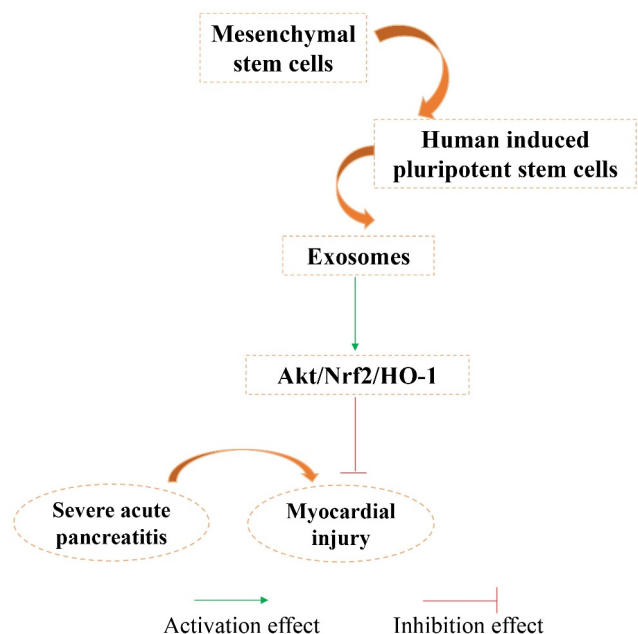 Mesenchymal
stem cells
Human induced
pluripotent stem cells
Exosomes
Akt/Nrf2/HO-1
Severe acute
pancreatitis
Myocardial
injury
Activation effect
Inhibition effect